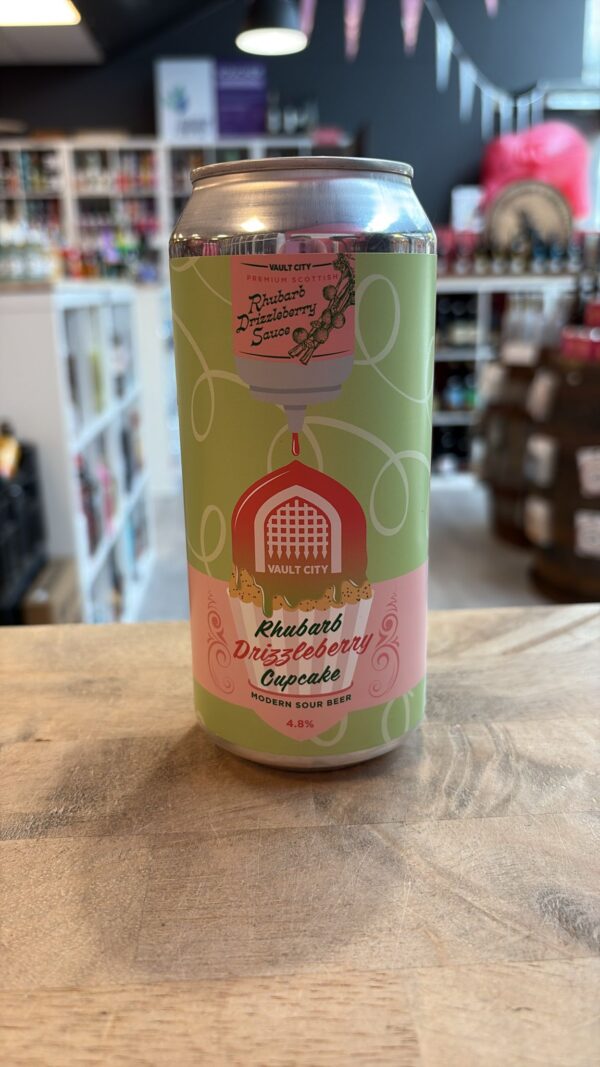 VAULT CITY
PREMIUM SCOTTISH
Rhubarb
Drizzleberry
Sauce
VAULT CITY
Rhubarb
Drizzleberry
Cupcake
MODERN SOUR BEER
4.8%